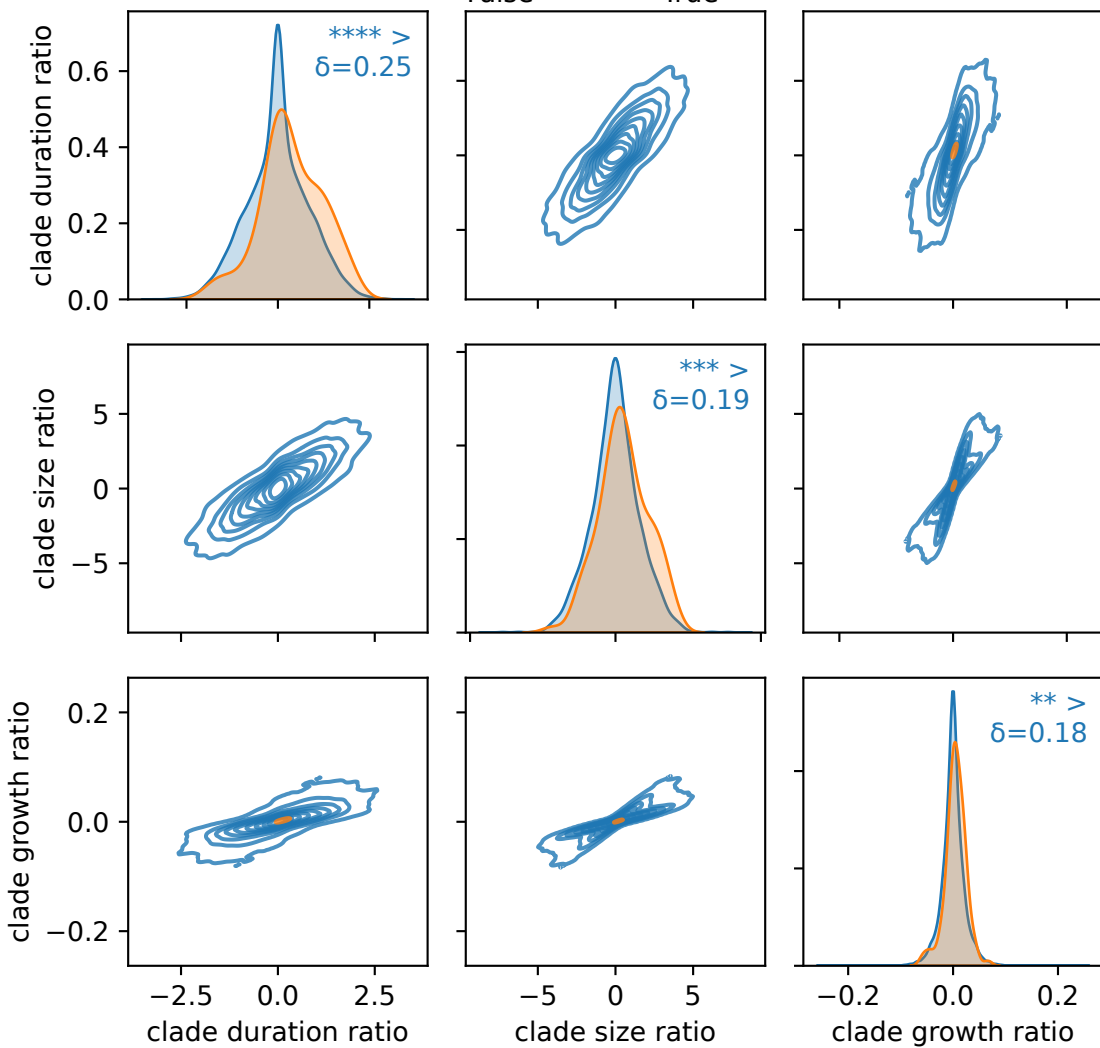 False True
**** >
δ=0.25
clade duration ratio
0.6
0.4
0.2
0.0
*** >
δ=0.19
clade size ratio
5
0
−5
** >
δ=0.18
clade growth ratio
0.2
0.0
−0.2
−2.5 0.0 2.5
−5 0 5
−0.2 0.0 0.2
clade duration ratio
clade size ratio
clade growth ratio